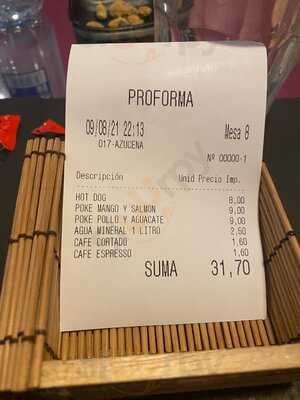 PROFORMA
09/08/21 22:13 Mesa 8
017-AZUCENA
Nº 00000-1
Descripción Unid Precio Imp.
HOT DOG 8,00
POKE MANGO Y SALMON 9,00
POKE POLLO Y AGUACATE 9,00
AGUA MINERAL 1 LITRO 2,50
CAFE CORTADO 1,60
CAFE ESPRESSO 1,60
SUMA 31,70